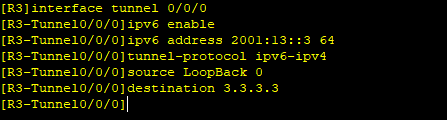 [R3]interface tunnel 0/0/0
[R3-Tunnel0/0/0]ipv6 enable
[R3-Tunnel0/0/0]ipv6 address 2001:13::3 64
[R3-Tunnel0/0/0]tunnel-protocol ipv6-ipv4
[R3-Tunnel0/0/0]source LoopBack 0
[R3-Tunnel0/0/0]destination 3.3.3.3
[R3-Tunnel0/0/0]